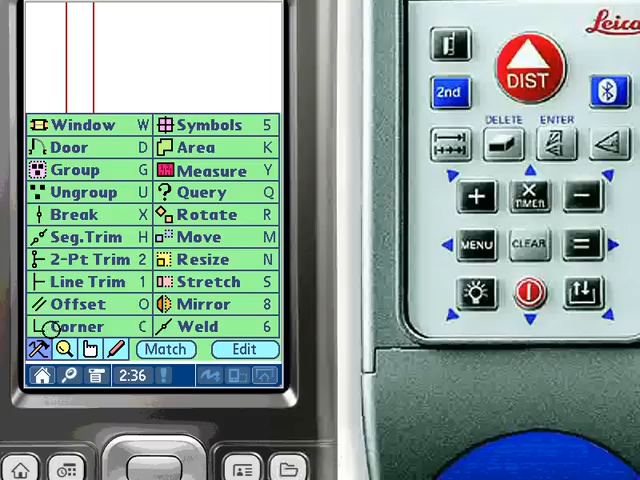 Window W Symbols 5
Door D Area K
Group G Measure Y
Ungroup U Query Q
Break X Rotate R
Seg.Trim H Move M
2-Pt Trim 2 Resize N
Line Trim 1 Stretch S
Offset O Mirror 8
Corner C Weld 6
Match Edit
2:36
Leica
DIST
2nd
DELETE ENTER
TIMER
MENU CLEAR